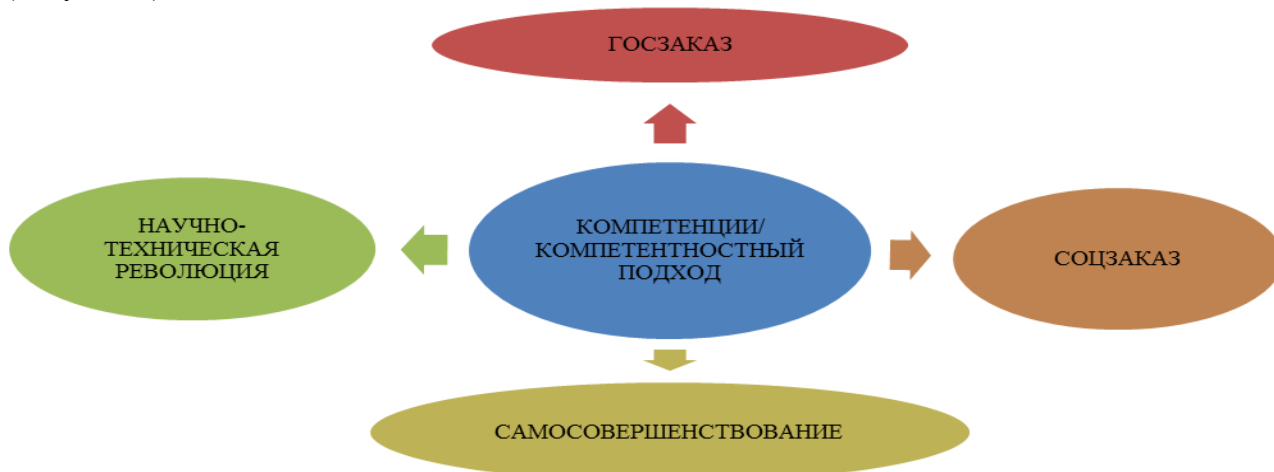 ГОСЗАКАЗ
НАУЧНО-
ТЕХНИЧЕСКАЯ
РЕВОЛЮЦИЯ
КОМПЕТЕНЦИИ/
КОМПЕТЕНТНОСТНЫЙ
ПОДХОД
СОЦЗАКАЗ
САМОСОВЕРШЕНСТВОВАНИЕ